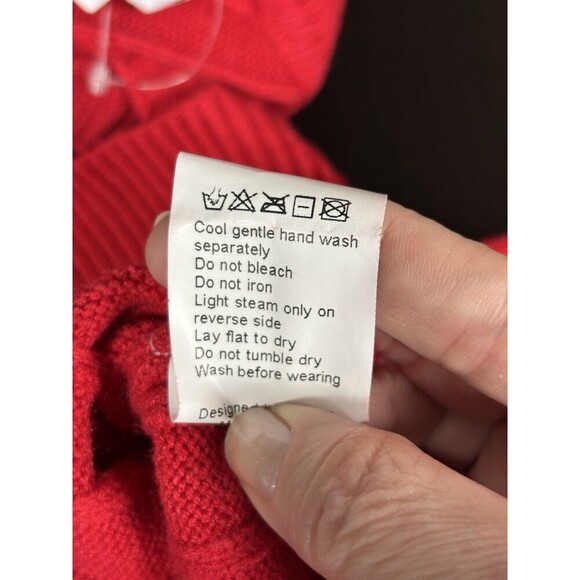 Cool gentle hand wash
separately
Do not bleach
Do not iron
Light steam only on
reverse side
Lay flat to dry
Do not tumble dry
Wash before wearing
Designed